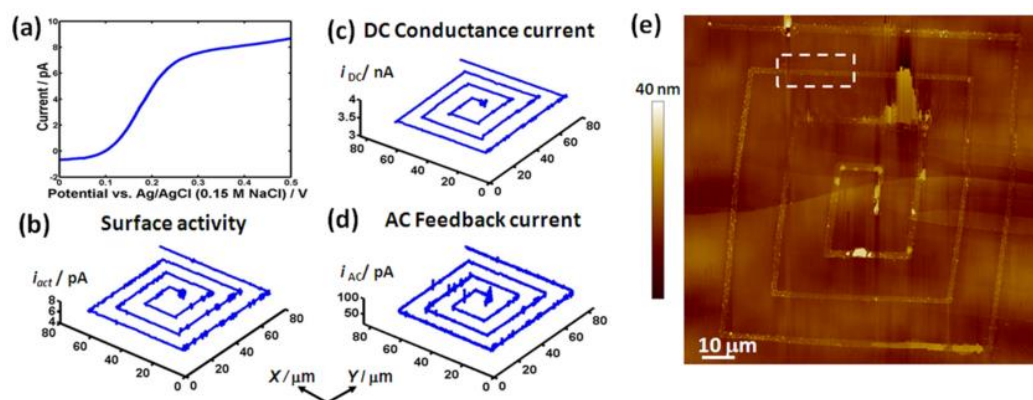 (a)
Current / pA
8
4
0
0 0.1 0.2 0.3 0.4 0.5
Potential vs. Ag/AgCl (0.15 M NaCl) / V
(b) Surface activity
i act / pA
8
6
4
80 60 40 20 0
0 20 40 60 80
(c) DC Conductance current
i DC / nA
4
3.5
3
80 60 40 20 0
0 20 40 60 80
(d) AC Feedback current
i AC / pA
100
50
80 60 40 20 0
0 20 40 60 80
X / μm Y / μm
(e)
40 nm
0
10 μm